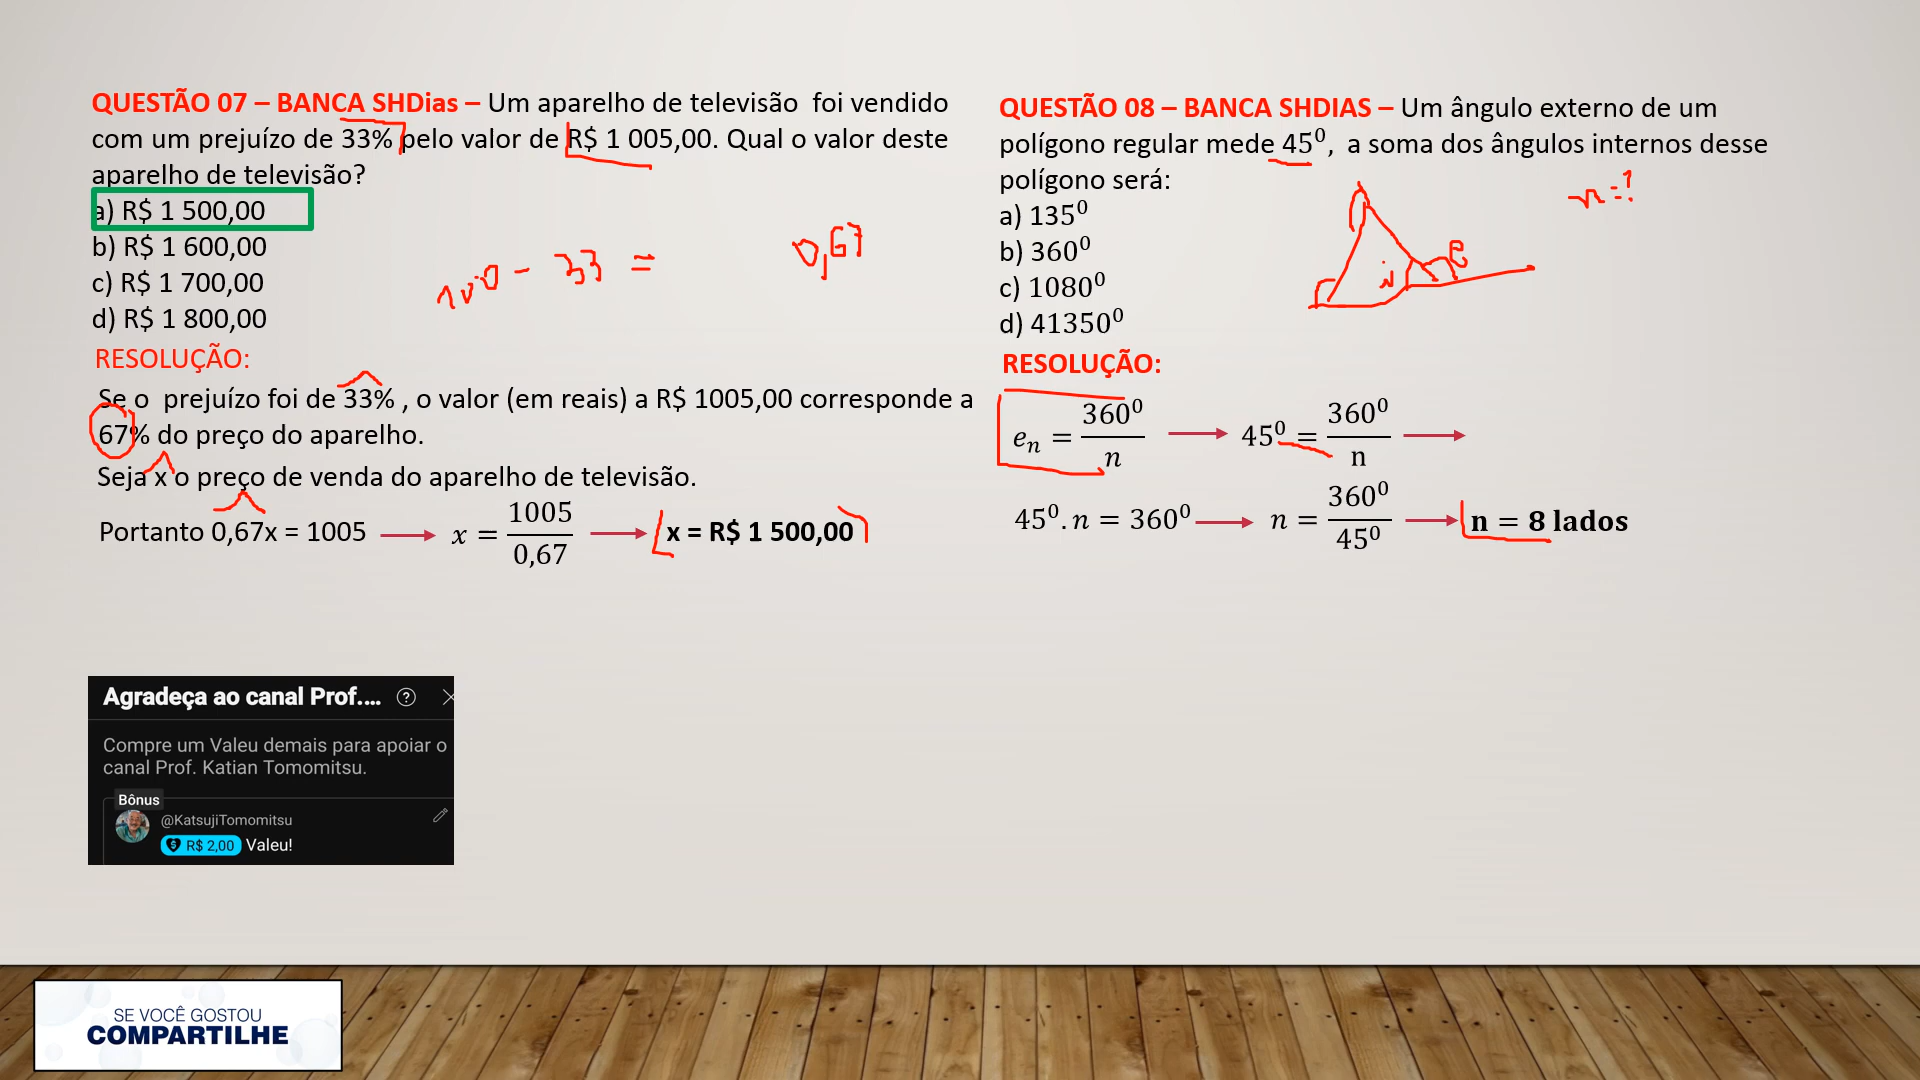 QUESTÃO 07 – BANCA SHDias – Um aparelho de televisão foi vendido
com um prejuízo de 33% pelo valor de R$ 1 005,00. Qual o valor deste
aparelho de televisão?
a) R$ 1 500,00
b) R$ 1 600,00
c) R$ 1 700,00
d) R$ 1 800,00
100 - 33 = 0,67
RESOLUÇÃO:
Se o prejuízo foi de 33% , o valor (em reais) a R$ 1005,00 corresponde a
67% do preço do aparelho.
Seja x o preço de venda do aparelho de televisão.
Portanto 0,67x = 1005 → x = 1005/0,67 → x = R$ 1 500,00
QUESTÃO 08 – BANCA SHDIAS – Um ângulo externo de um
polígono regular mede 45⁰, a soma dos ângulos internos desse
polígono será:
n=?
a) 135⁰
b) 360⁰
c) 1080⁰
d) 41350⁰
i e
RESOLUÇÃO:
eₙ = 360⁰/n → 45⁰ = 360⁰/n →
45⁰. n = 360⁰ → n = 360⁰/45⁰ → n = 8 lados
Agradeça ao canal Prof....
Compre um Valeu demais para apoiar o
canal Prof. Katian Tomomitsu.
Bônus
@KatsujiTomomitsu
R$ 2,00 Valeu!
SE VOCÊ GOSTOU
COMPARTILHE